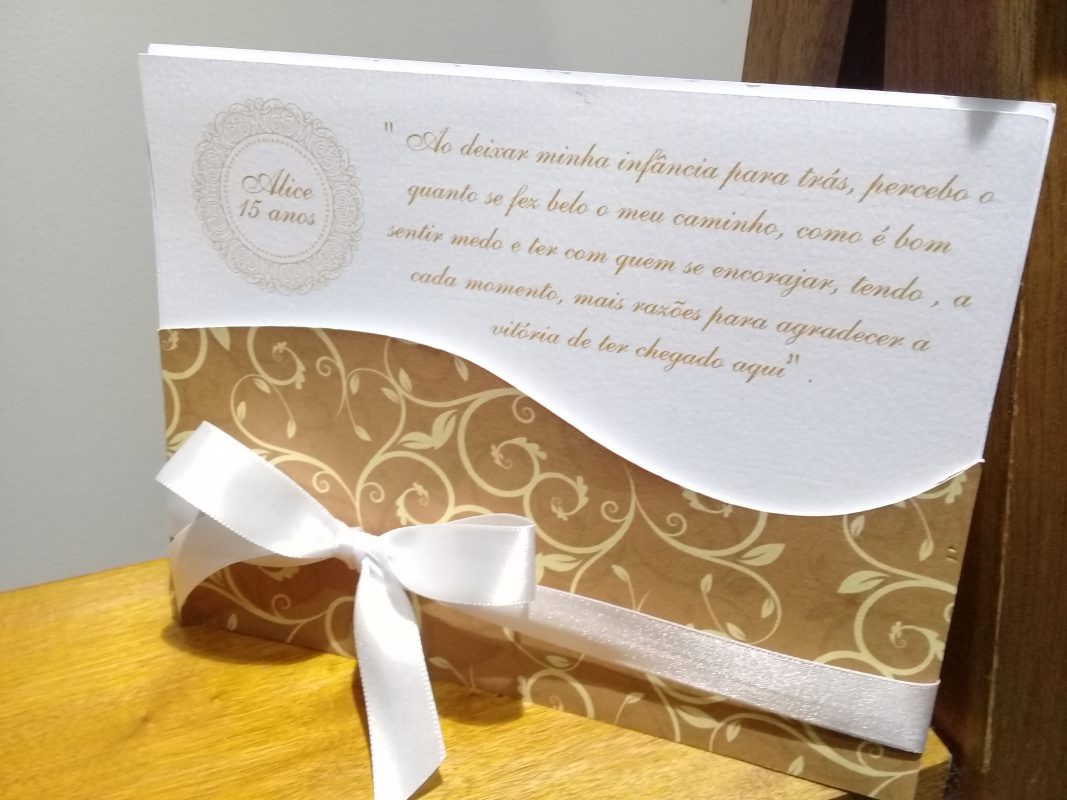 Alice
15 anos
" Ao deixar minha infância para trás, percebo o
quanto se fez belo o meu caminho, como é bom
sentir medo e ter com quem se encorajar, tendo , a
cada momento, mais razões para agradecer a
vitória de ter chegado aqui" .